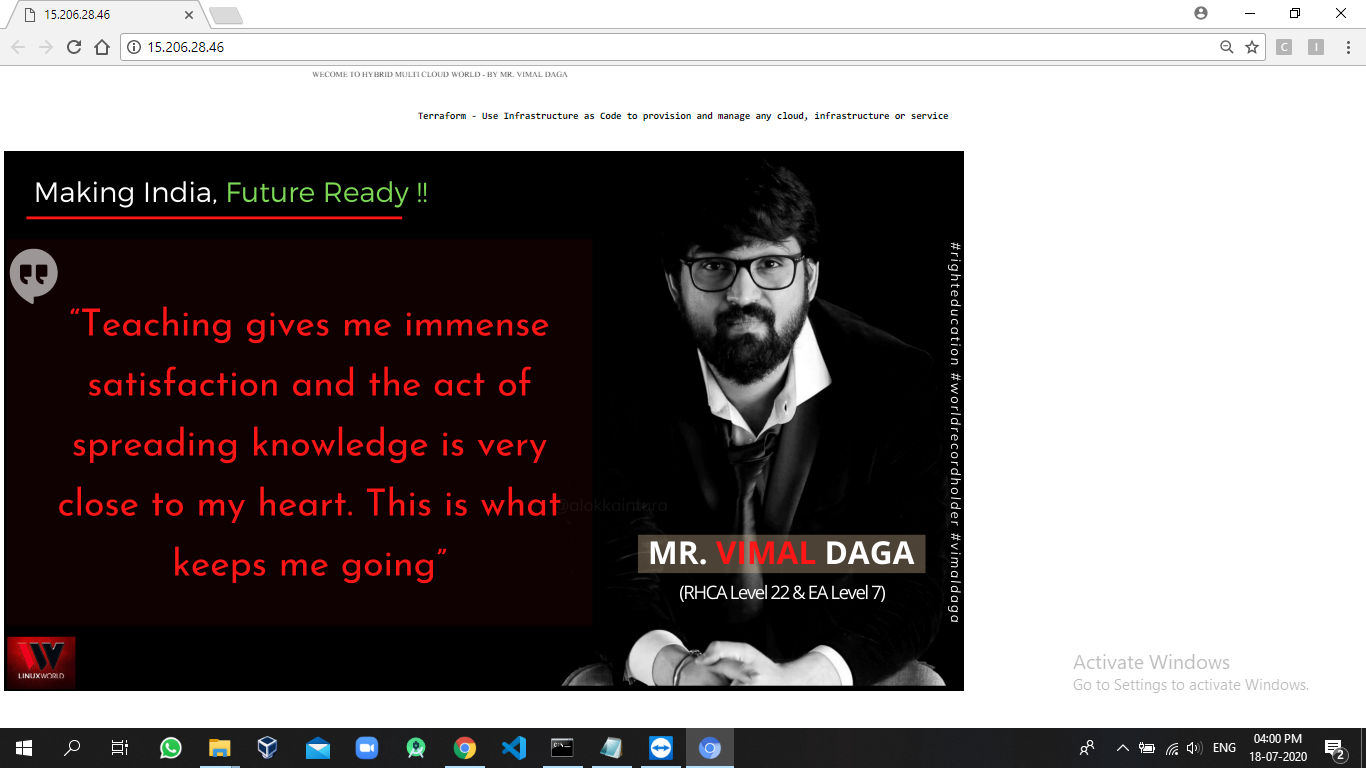 15.206.28.46
15.206.28.46
C
I
WECOME TO HYBRID MULTI CLOUD WORLD - BY MR. VIMAL DAGA
Terraform - Use Infrastructure as Code to provision and manage any cloud, infrastructure or service
Making India, Future Ready !!
“Teaching gives me immense
satisfaction and the act of
spreading knowledge is very
close to my heart. This is what
keeps me going”
@alokkaintura
MR. VIMAL DAGA
(RHCA Level 22 & EA Level 7)
#righteducation #worldrecordholder #vimaldaga
LINUXWORLD
Activate Windows
Go to Settings to activate Windows.
ENG
04:00 PM
18-07-2020
2